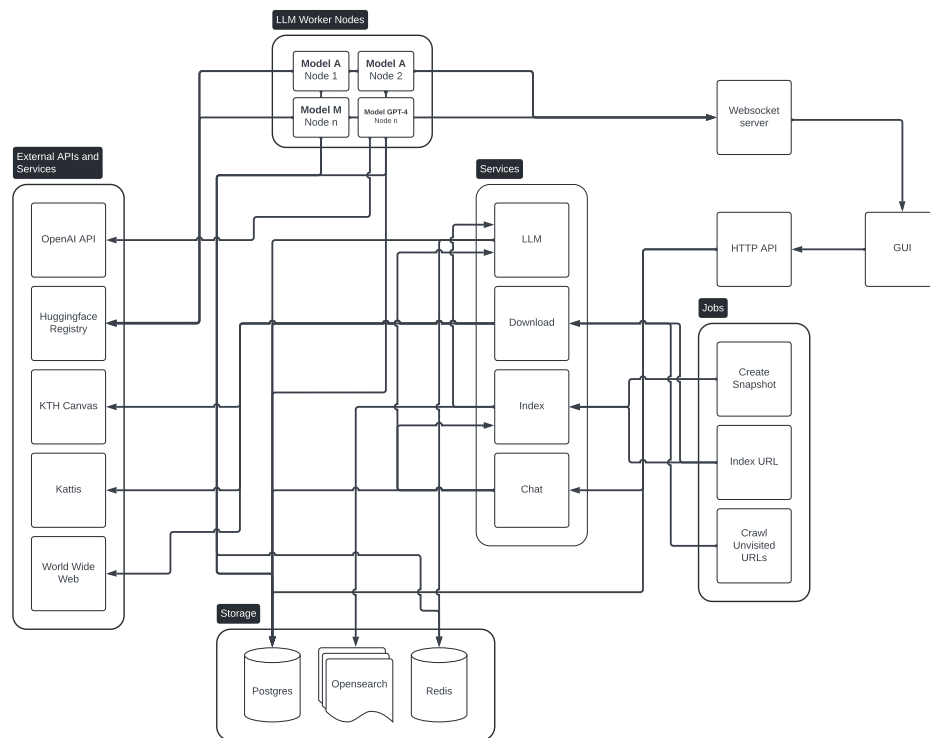 LLM Worker Nodes
Model A
Node 1
Model A
Node 2
Model M
Node n
Model GPT-4
Node n
Websocket
server
External APIs and
Services
Services
OpenAI API
LLM
HTTP API
GUI
Huggingface
Registry
Download
Jobs
Create
Snapshot
KTH Canvas
Index
Kattis
Chat
Index URL
World Wide
Web
Crawl
Unvisited
URLs
Storage
Postgres
Opensearch
Redis